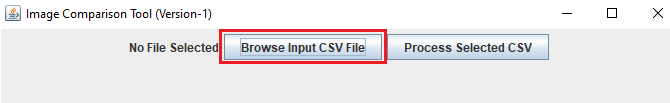 Image Comparison Tool (Version-1)
No File Selected Browse Input CSV File Process Selected CSV